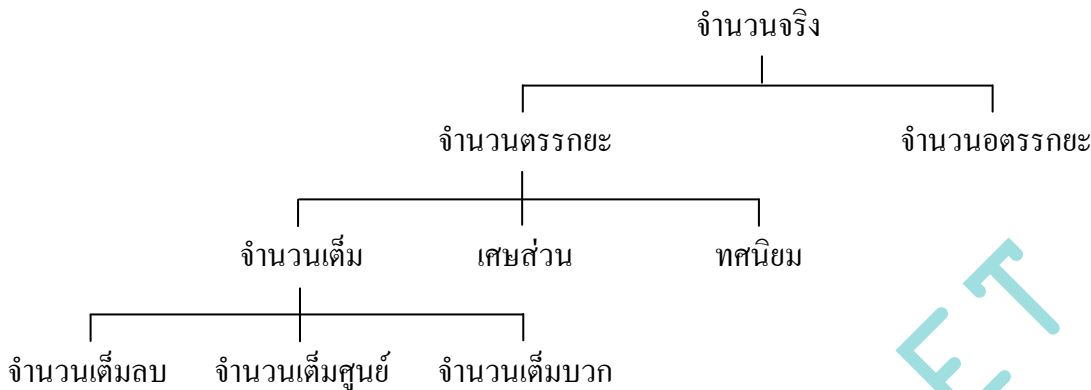 จำนวนจริง
จำนวนตรรกยะ จำนวนอตรรกยะ
จำนวนเต็ม เศษส่วน ทศนิยม
จำนวนเต็มลบ จำนวนเต็มศูนย์ จำนวนเต็มบวก
ET